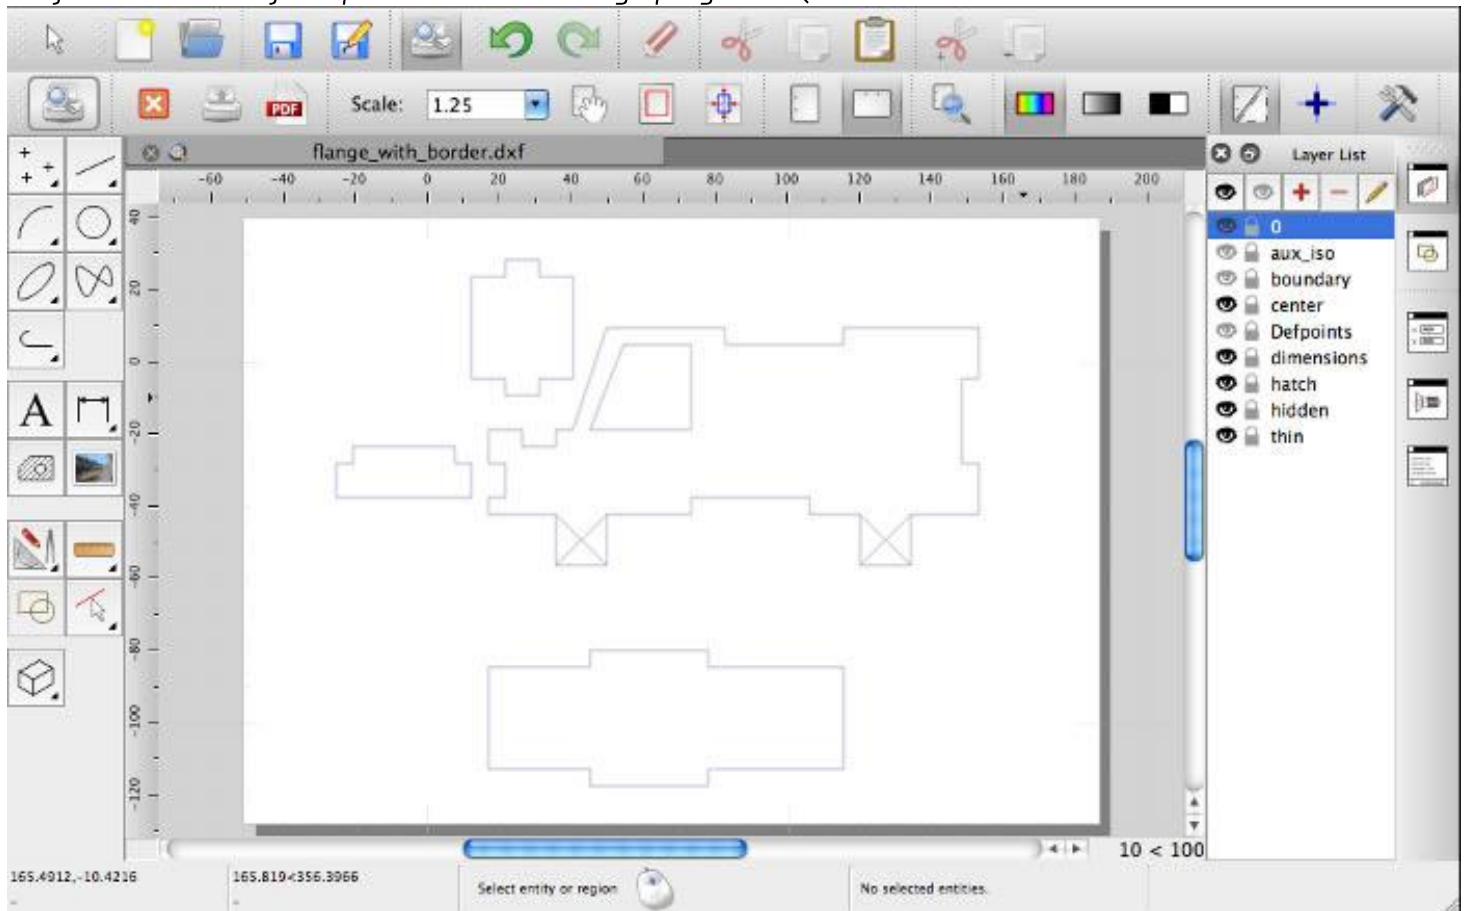 PDF
Scale: 1.25
flange_with_border.dxf
Layer List
-60 -40 -20 0 20 40 60 80 100 120 140 160 180 200
40
20
0
-20
-40
-60
-80
-100
-120
0
aux_iso
boundary
center
Defpoints
dimensions
hatch
hidden
thin
A
10 < 100
165.4912,-10.4216
165.819<356.3966
Select entity or region
No selected entities.